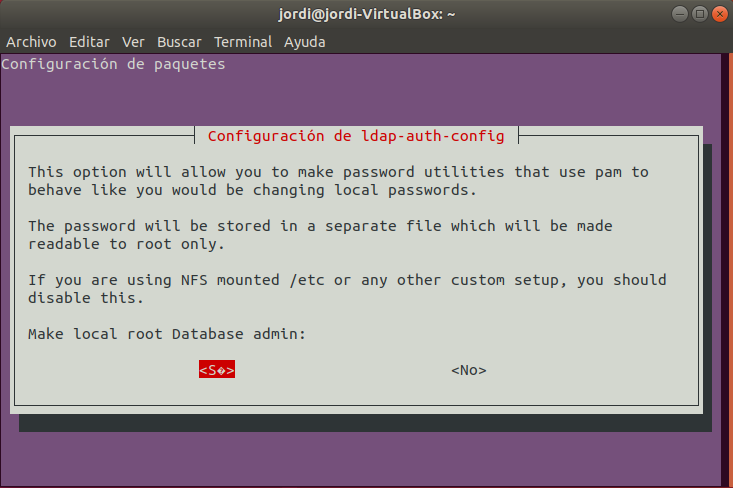 jordi@jordi-VirtualBox: ~
Archivo Editar Ver Buscar Terminal Ayuda
Configuración de paquetes
Configuración de ldap-auth-config
This option will allow you to make password utilities that use pam to
behave like you would be changing local passwords.
The password will be stored in a separate file which will be made
readable to root only.
If you are using NFS mounted /etc or any other custom setup, you should
disable this.
Make local root Database admin:
<S�> <No>